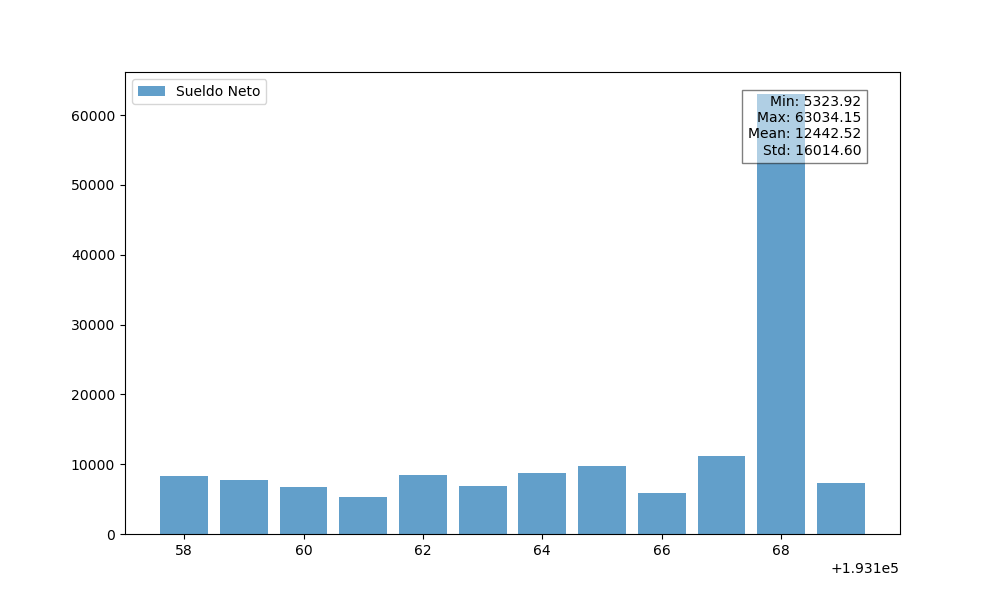 Sueldo Neto
Min: 5323.92
Max: 63034.15
Mean: 12442.52
Std: 16014.60
60000
50000
40000
30000
20000
10000
0
58 60 62 64 66 68
+1.931e5